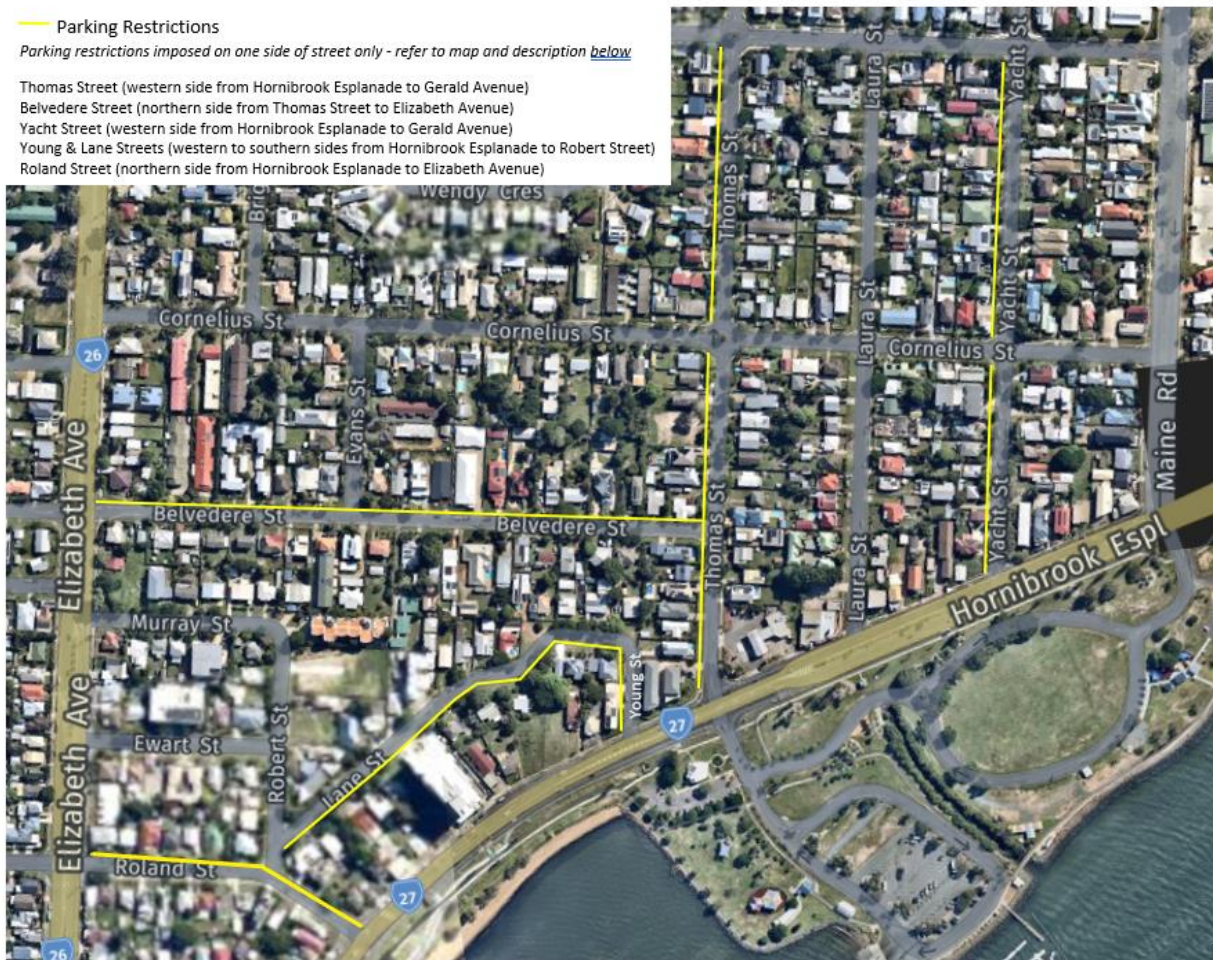 Parking Restrictions
Parking restrictions imposed on one side of street only - refer to map and description below
Thomas Street (western side from Hornibrook Esplanade to Gerald Avenue)
Belvedere Street (northern side from Thomas Street to Elizabeth Avenue)
Yacht Street (western side from Hornibrook Esplanade to Gerald Avenue)
Young & Lane Streets (western to southern sides from Hornibrook Esplanade to Robert Street)
Roland Street (northern side from Hornibrook Esplanade to Elizabeth Avenue)
Laura St
Yacht St
Thomas St
Wendy Cres
Yacht St
Laura St
Cornelius St
Cornelius St
Cornelius St
26
Evans St
Maine Rd
Elizabeth Ave
Belvedere St
Belvedere St
Thomas St
Yacht St
Laura St
Hornibrook Espl
Murray St
Young St
Elizabeth Ave
Ewart St
Robert St
27
Lane St
Roland St
27
26